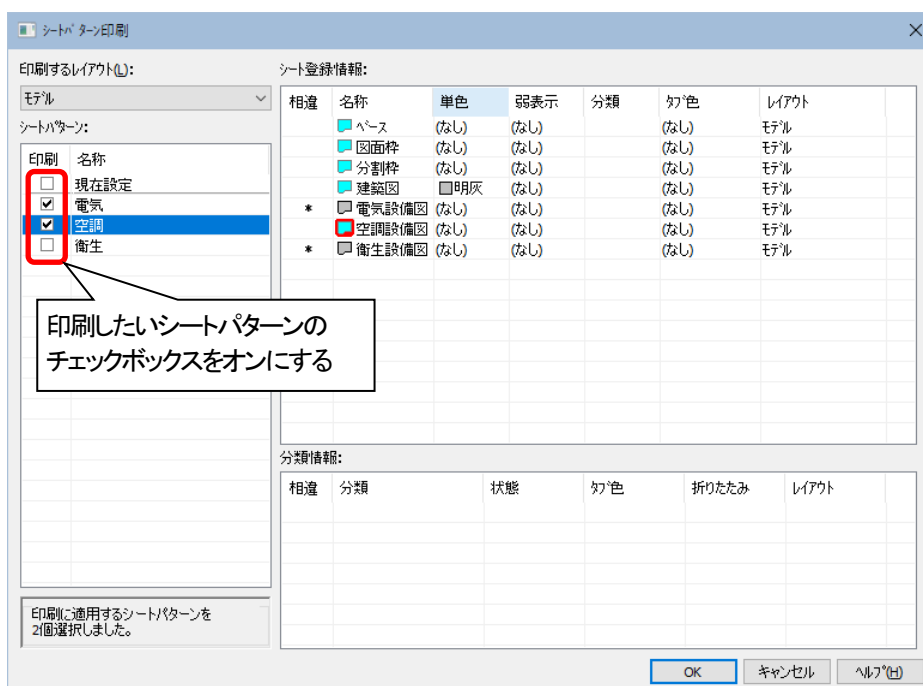 シートパターン印刷
印刷するレイアウト(L):
モデル
シートパターン:
印刷 名称
現在設定
電気
空調
衛生
印刷したいシートパターンの
チェックボックスをオンにする
印刷に適用するシートパターンを
2個選択しました。
シート登録情報:
相違 名称 単色 弱表示 分類 タブ色 レイアウト
ベース (なし) (なし) (なし) モデル
図面枠 (なし) (なし) (なし) モデル
分割枠 (なし) (なし) (なし) モデル
建築図 明灰 (なし) (なし) モデル
* 電気設備図 (なし) (なし) (なし) モデル
空調設備図 (なし) (なし) (なし) モデル
* 衛生設備図 (なし) (なし) (なし) モデル
分類情報:
相違 分類 状態 タブ色 折りたたみ レイアウト
OK キャンセル ヘルプ(H)